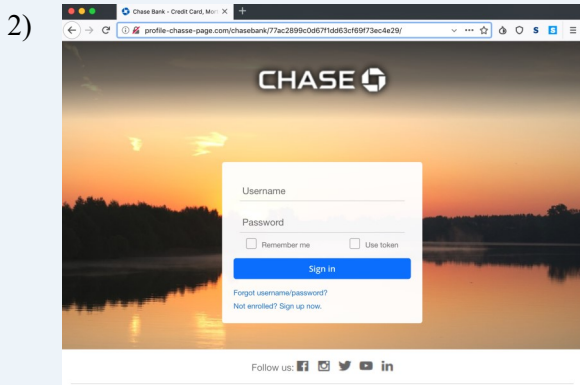 2)
Chase Bank - Credit Card, Mor
profile-chasse-page.com/chasebank/77ac2899c0d67f1dd63cf69f73ec4e29/
CHASE
Username
Password
Remember me Use token
Sign in
Forgot username/password?
Not enrolled? Sign up now.
Follow us: